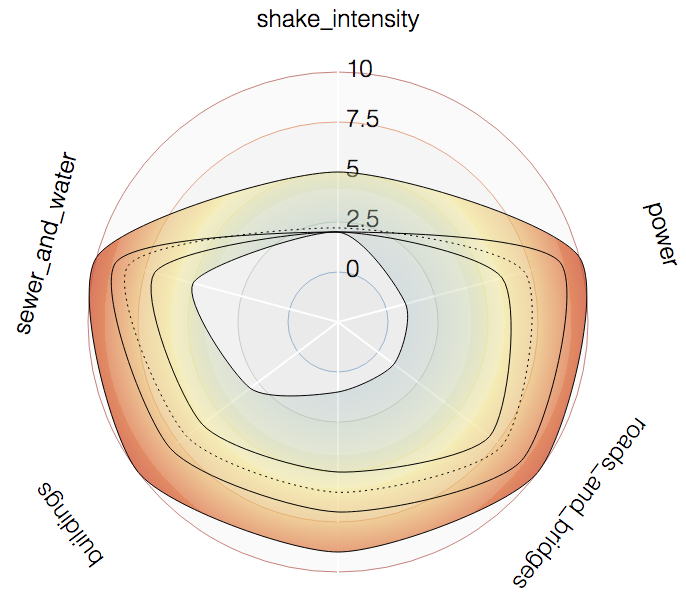 shake_intensity
10
7.5
5
2.5
0
power
roads_and_bridges
buildings
sewer_and_water